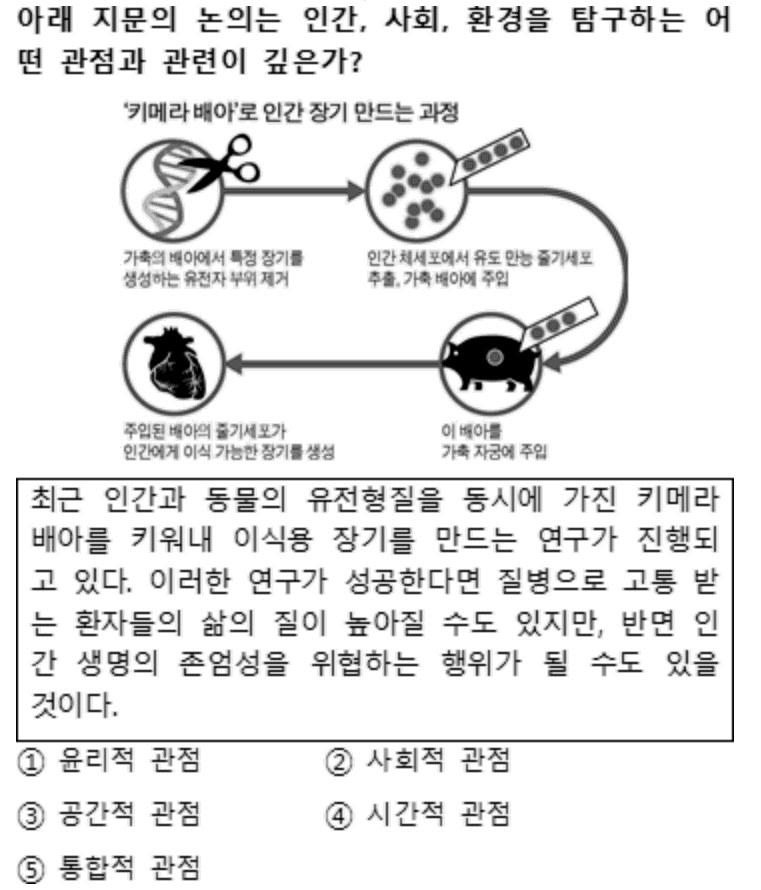 아래 지문의 논의는 인간, 사회, 환경을 탐구하는 어
떤 관점과 관련이 깊은가?
'키메라 배아'로 인간 장기 만드는 과정
가축의 배아에서 특정 장기를
생성하는 유전자 부위 제거
인간 체세포에서 유도 만능 줄기세포
추출, 가축 배아에 주입
주입된 배아의 줄기세포가
인간에게 이식 가능한 장기를 생성
이 배아를
가축 자궁에 주입
최근 인간과 동물의 유전형질을 동시에 가진 키메라
배아를 키워내 이식용 장기를 만드는 연구가 진행되
고 있다. 이러한 연구가 성공한다면 질병으로 고통 받
는 환자들의 삶의 질이 높아질 수도 있지만, 반면 인
간 생명의 존엄성을 위협하는 행위가 될 수도 있을
것이다.
① 윤리적 관점 ② 사회적 관점
③ 공간적 관점 ④ 시간적 관점
⑤ 통합적 관점